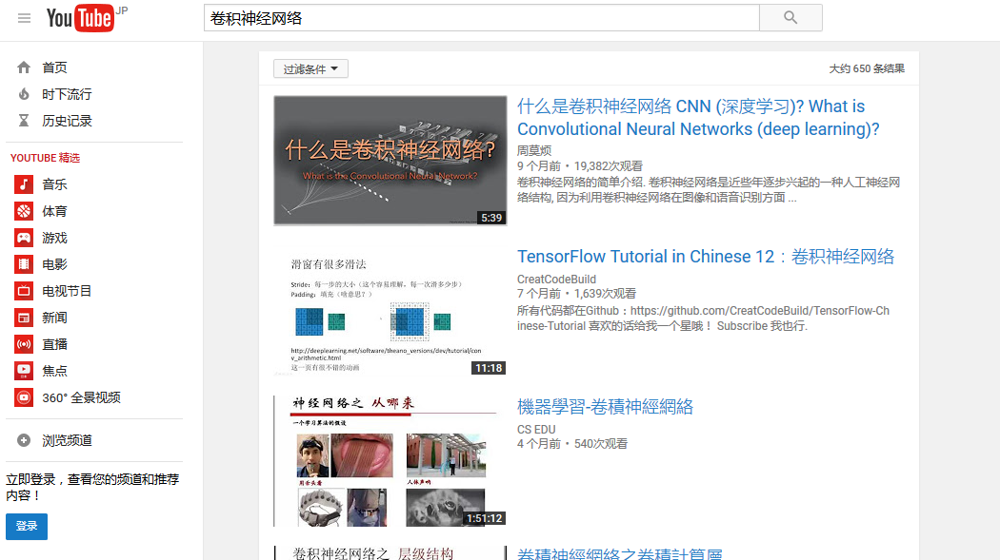 YouTube JP
卷积神经网络
首页
时下流行
历史记录
YOUTUBE 精选
音乐
体育
游戏
电影
电视节目
新闻
直播
焦点
360° 全景视频
浏览频道
立即登录，查看您的频道和推荐
内容！
登录
过滤条件
大约 650 条结果
什么是卷积神经网络?
What is the Convolutional Neural Network?
5:39
什么是卷积神经网络 CNN (深度学习)? What is
Convolutional Neural Networks (deep learning)?
周莫烦
9 个月前・19,382次观看
卷积神经网络的简单介绍. 卷积神经网络是近些年逐步兴起的一种人工神经网
络结构, 因为利用卷积神经网络在图像和语音识别方面 ...
滑窗有很多滑法
Stride：每一步的大小（这个容易理解。每一次滑多少步）
Padding：填充（啥意思？）
http://deeplearning.net/software/theano_versions/dev/tutorial/con
v_arithmetic.html
这一页有很不错的动画
11:18
TensorFlow Tutorial in Chinese 12：卷积神经网络
CreatCodeBuild
7 个月前・1,639次观看
所有代码都在Github：https://github.com/CreatCodeBuild/TensorFlow-Ch
inese-Tutorial 喜欢的话给我一个星哦！ Subscribe 我也行.
神经网络之 从哪来
一个学习算法的假设
用舌头看
人体声呐
1:51:12
機器學習-卷積神經網絡
CS EDU
4 个月前・540次观看
卷积神经网络之 层级结构
卷積神經網絡之卷積計算層